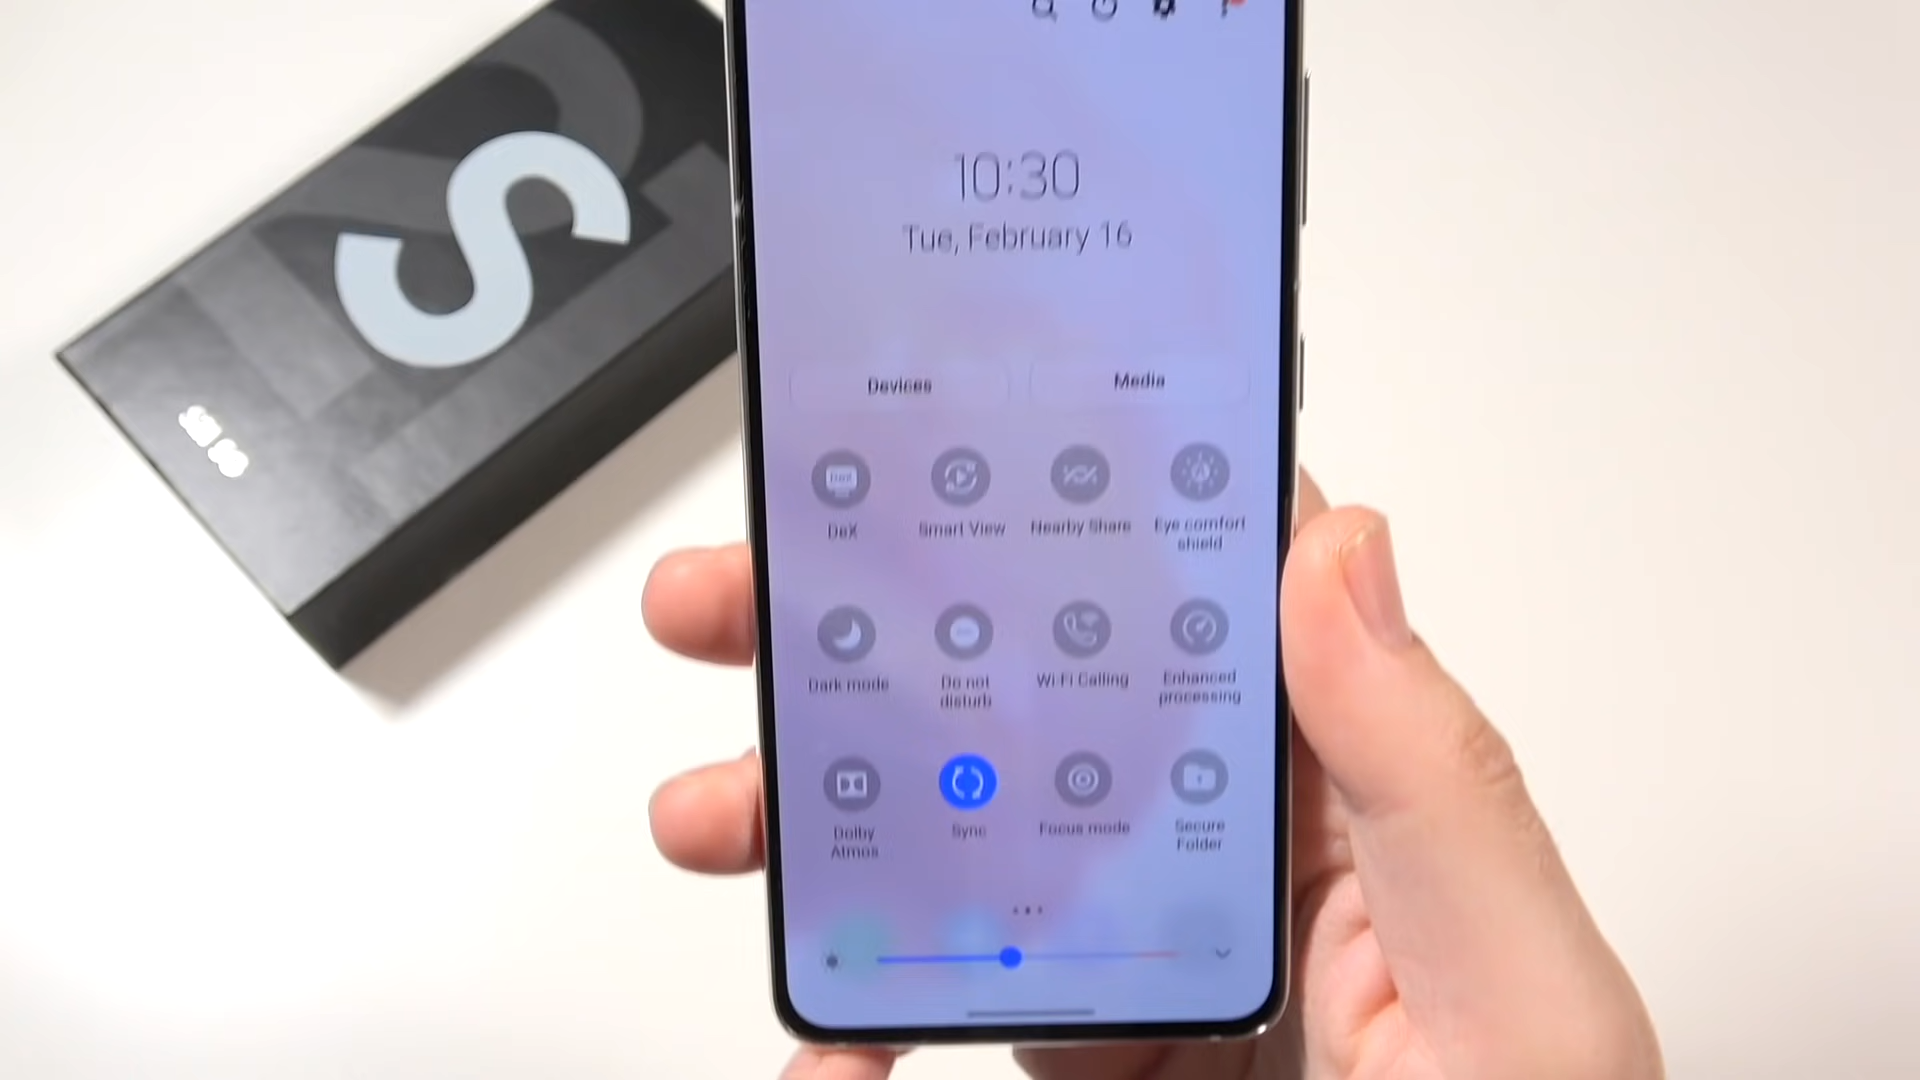 S
10:30
Tue, February 16
Devices
Media
DeX
DeX
Smart View
Nearby Share
Eye comfort
shield
Dark mode
Do not
disturb
Wi-Fi Calling
Enhanced
processing
Dolby
Atmos
Sync
Focus mode
Secure
Folder